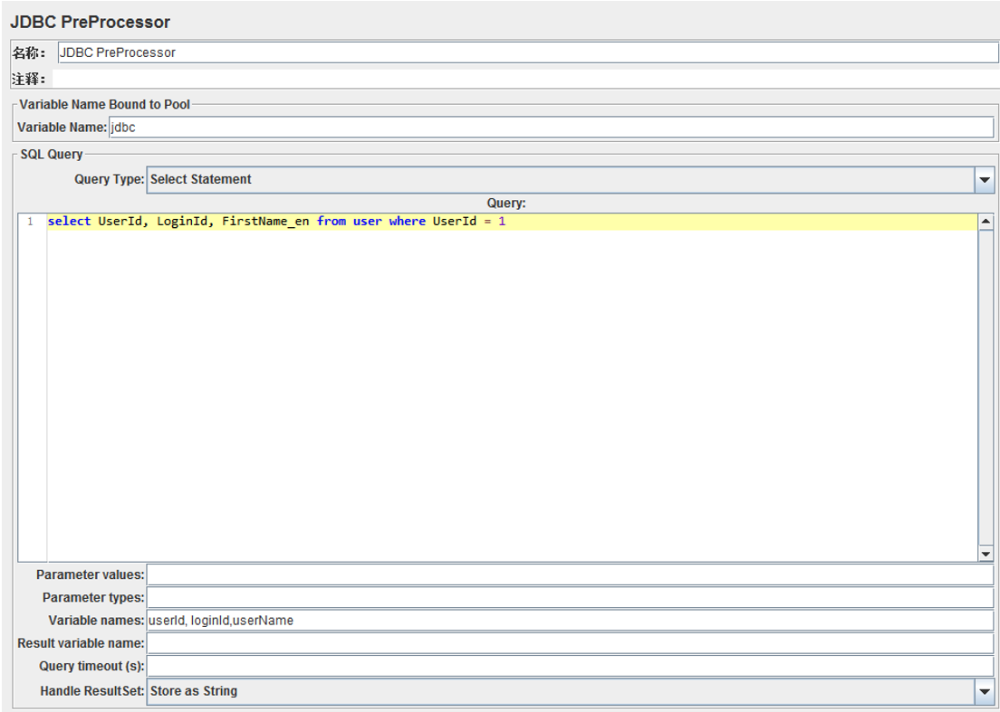 JDBC PreProcessor
名称： JDBC PreProcessor
注释：
Variable Name Bound to Pool
Variable Name: jdbc
SQL Query
Query Type: Select Statement
Query:
1 select UserId, LoginId, FirstName_en from user where UserId = 1
Parameter values:
Parameter types:
Variable names: userId, loginId,userName
Result variable name:
Query timeout (s):
Handle ResultSet: Store as String